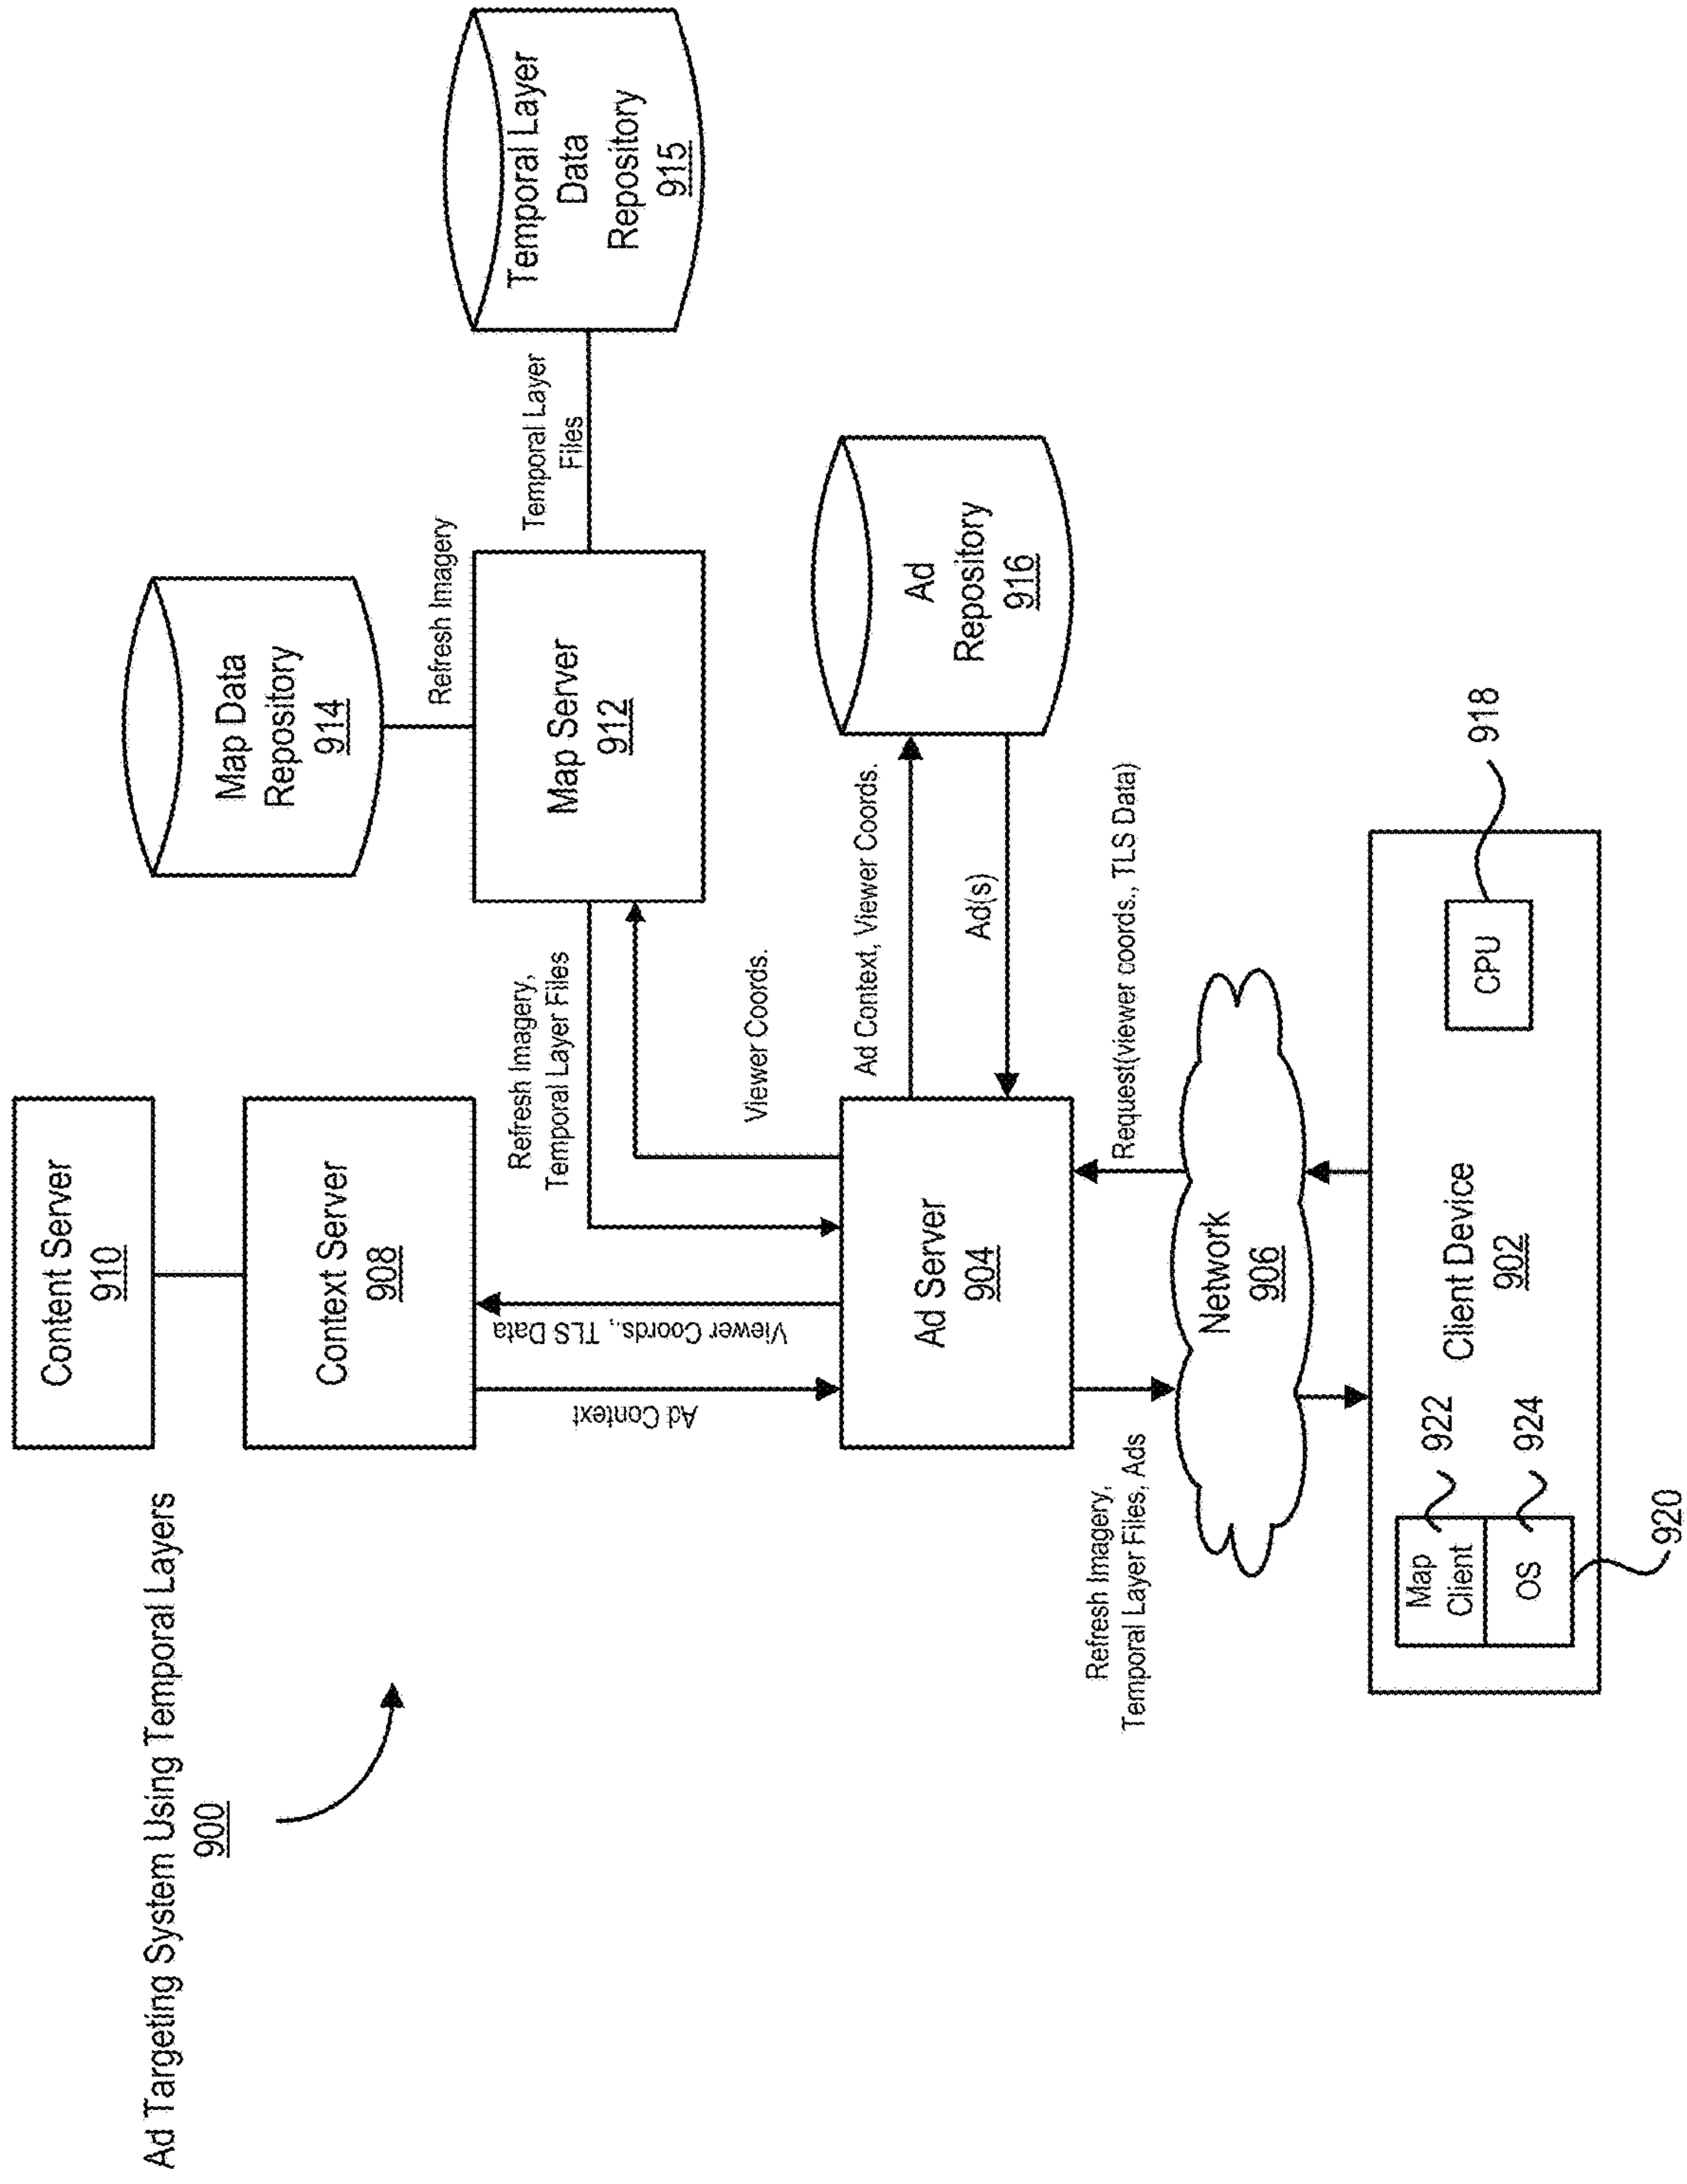 Ad Targeting System Using Temporal Layers
900
Content Server
910
Context Server
908
Ad Context
Viewer Coords., TLS Data
Refresh Imagery,
Temporal Layer Files
Viewer Coords.
Map Data
Repository
914
Refresh Imagery
Map Server
912
Temporal Layer
Files
Temporal Layer
Data
Repository
915
Ad Server
904
Ad Context, Viewer Coords.
Ad(s)
Ad
Repository
916
Refresh Imagery,
Temporal Layer Files, Ads
Request(viewer coords., TLS Data)
Network
906
Map
Client
922
OS
924
920
Client Device
902
CPU
918